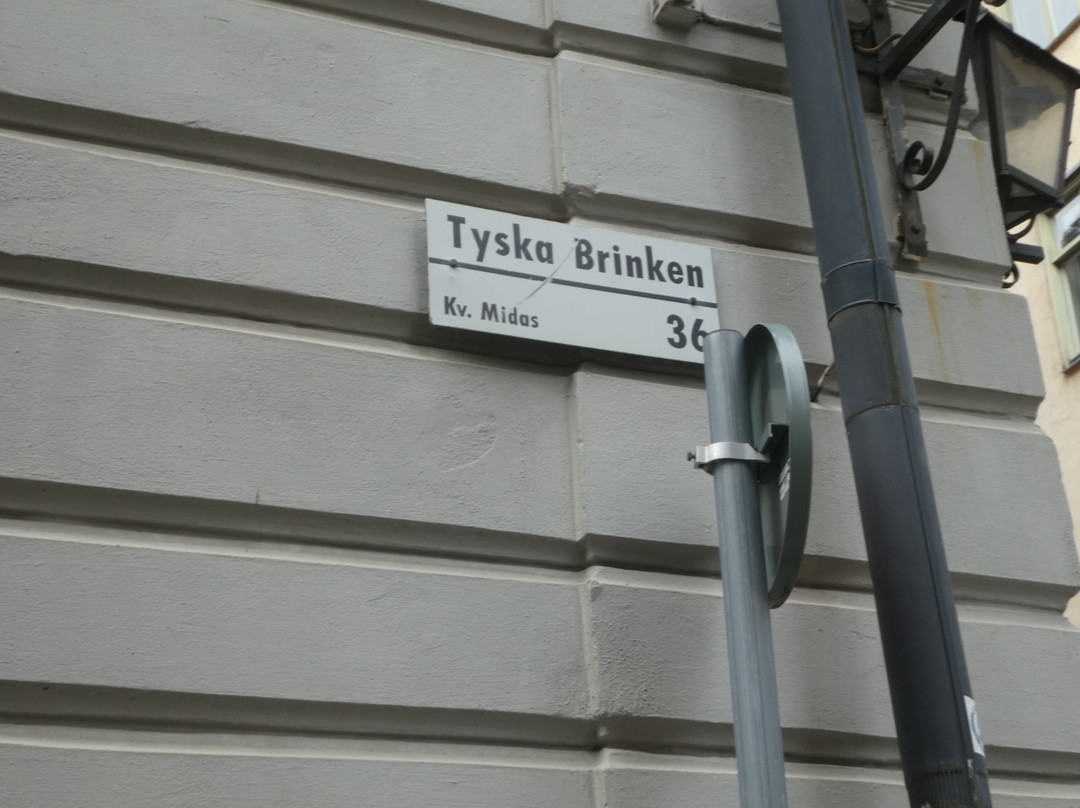 Tyska Brinken
Kv. Midas
36